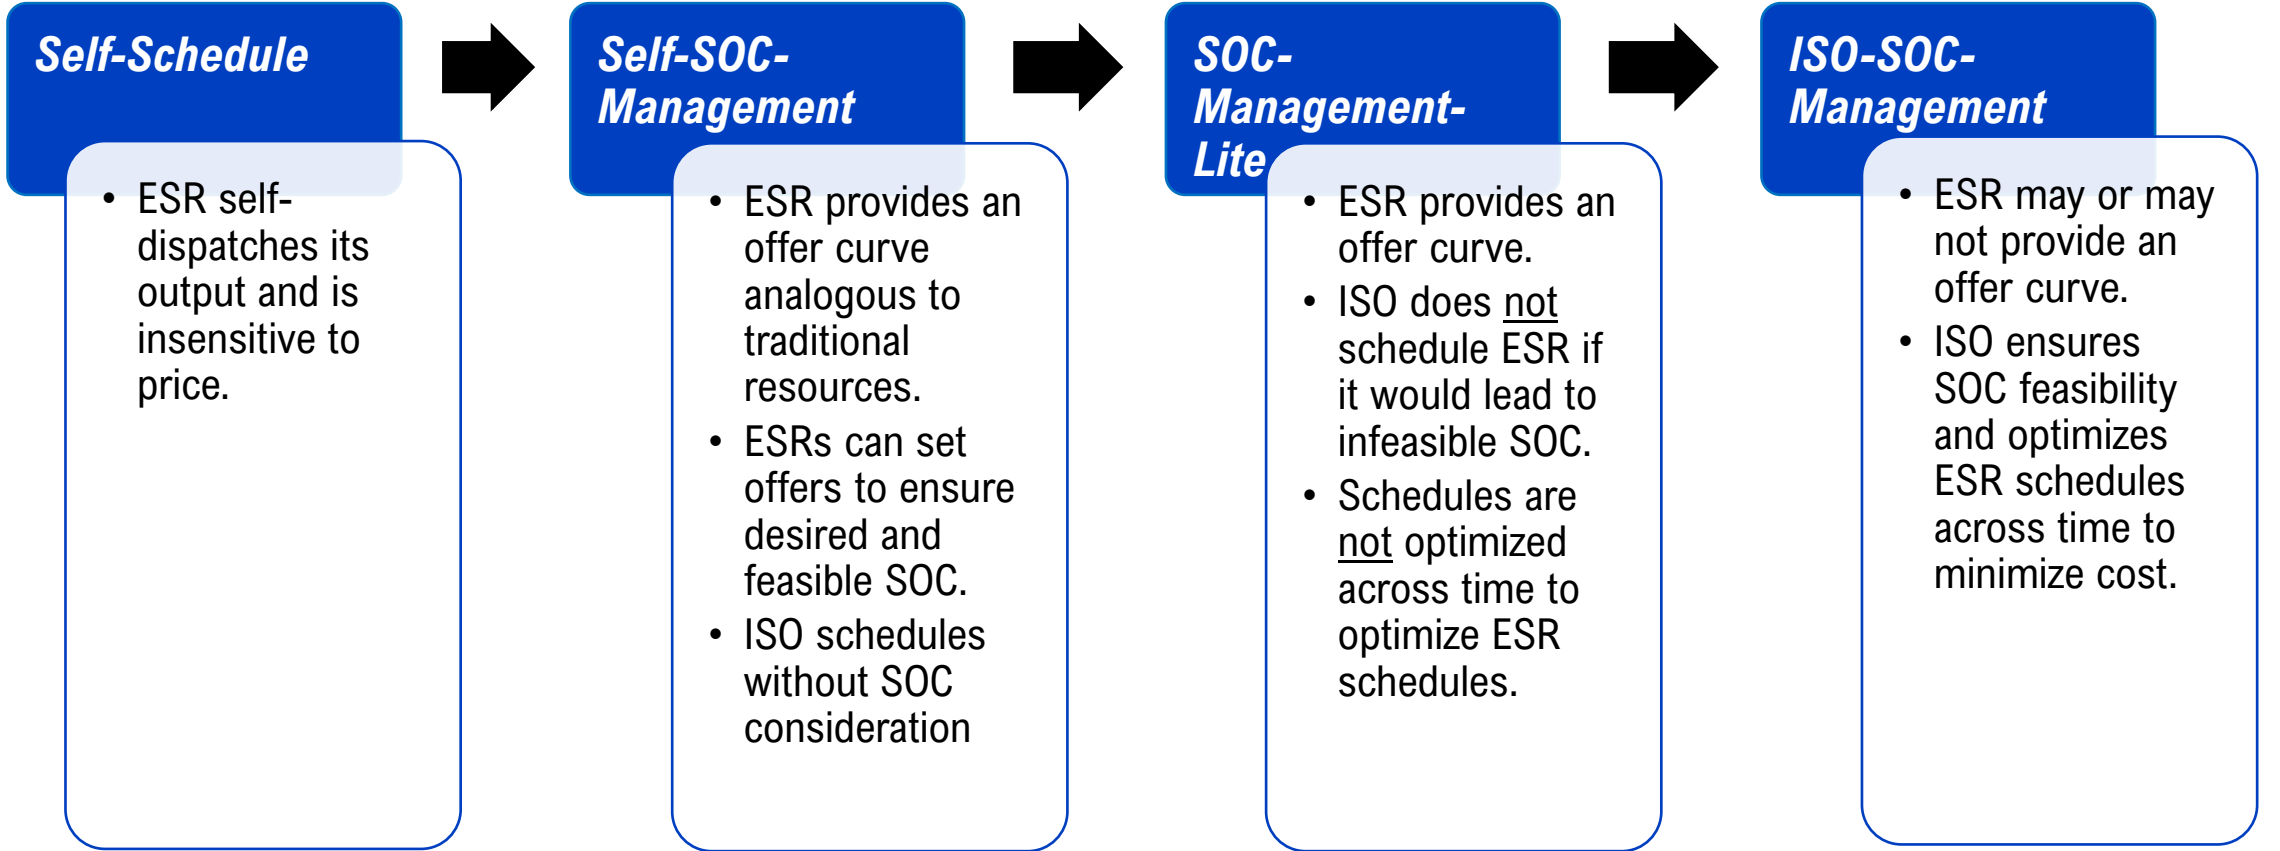 Self-Schedule
• ESR self-
dispatches its
output and is
insensitive to
price.
Self-SOC-
Management
• ESR provides an
offer curve
analogous to
traditional
resources.
• ESRs can set
offers to ensure
desired and
feasible SOC.
• ISO schedules
without SOC
consideration
SOC-
Management-
Lite
• ESR provides an
offer curve.
• ISO does not
schedule ESR if
it would lead to
infeasible SOC.
• Schedules are
not optimized
across time to
optimize ESR
schedules.
ISO-SOC-
Management
• ESR may or may
not provide an
offer curve.
• ISO ensures
SOC feasibility
and optimizes
ESR schedules
across time to
minimize cost.